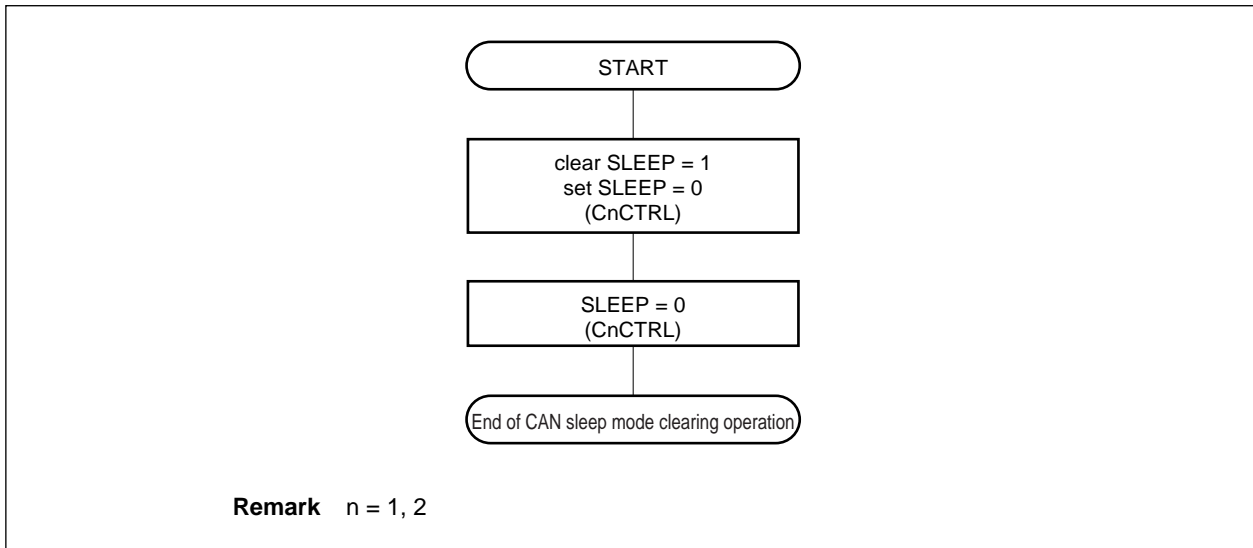 START
clear SLEEP = 1
set SLEEP = 0
(CnCTRL)
SLEEP = 0
(CnCTRL)
End of CAN sleep mode clearing operation
Remark n = 1, 2